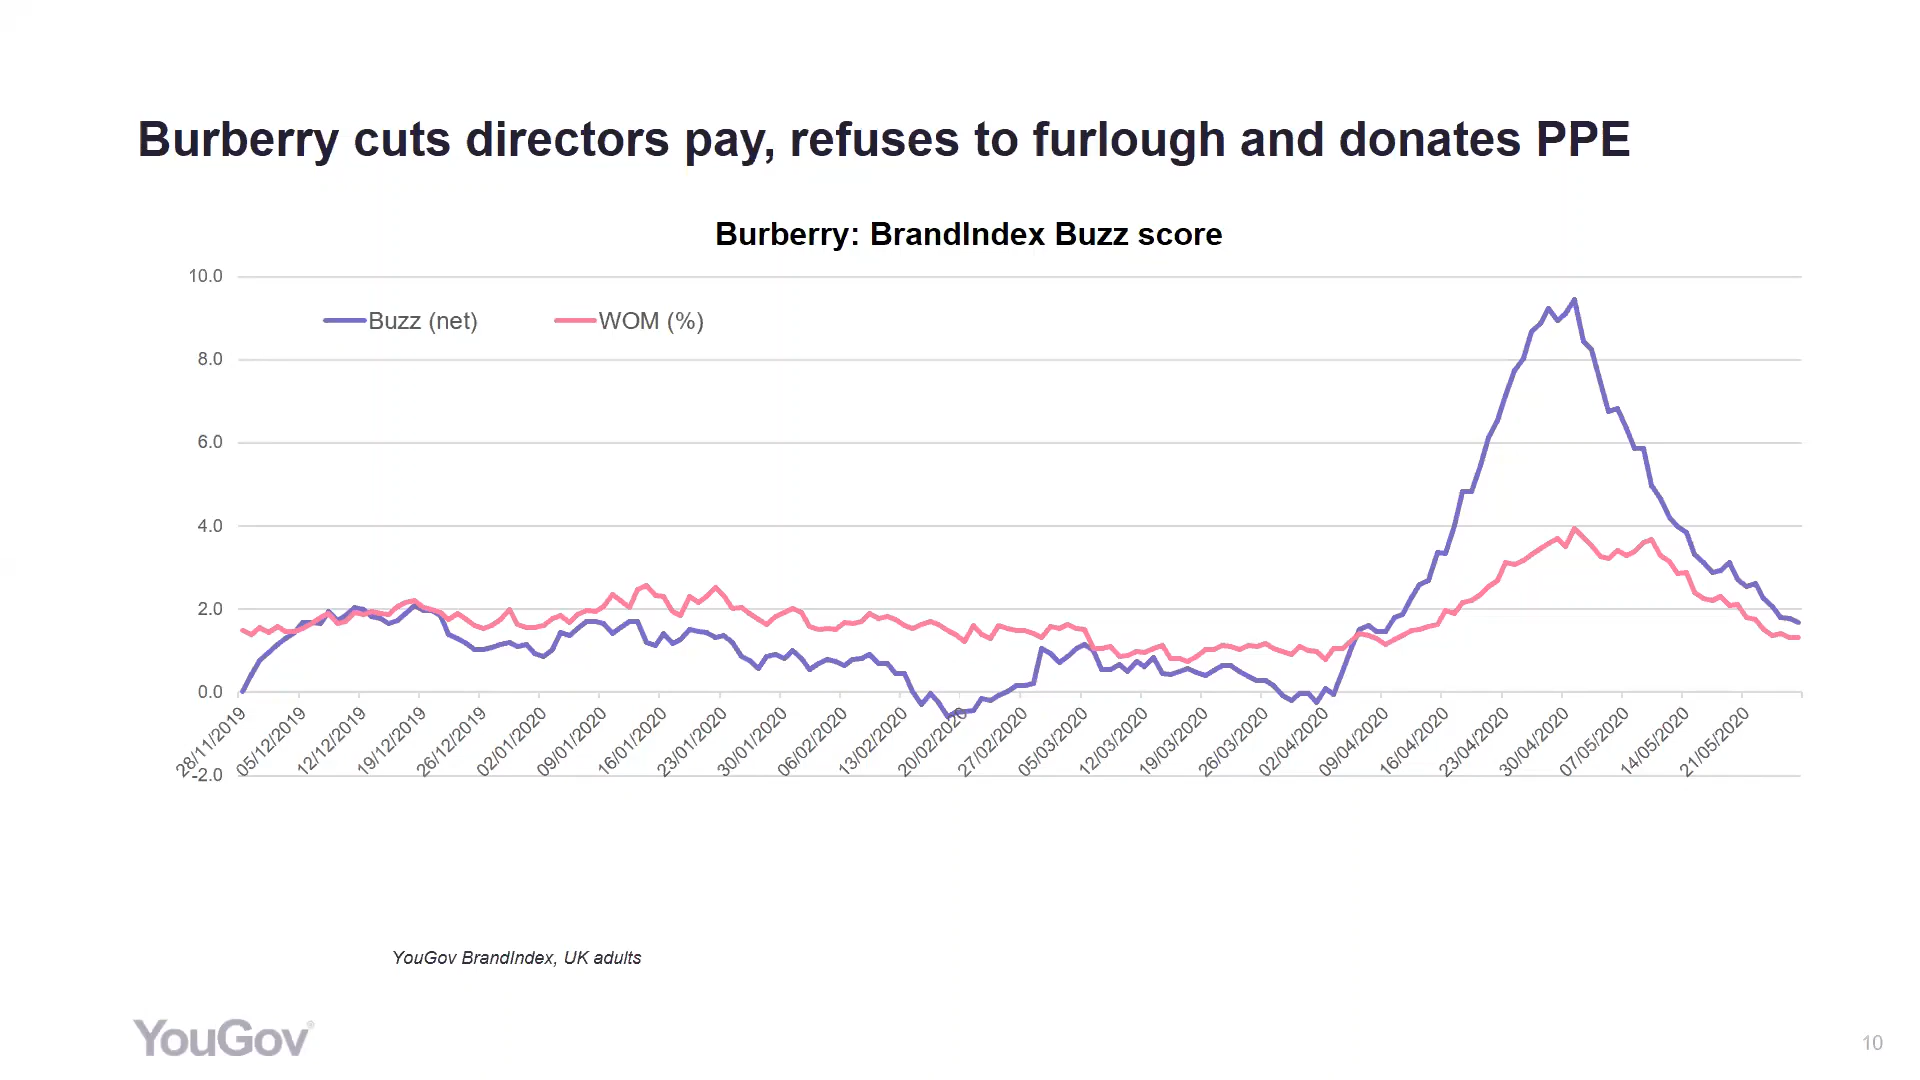 Burberry cuts directors pay, refuses to furlough and donates PPE
Burberry: BrandIndex Buzz score
10.0
Buzz (net) WOM (%)
8.0
6.0
4.0
2.0
0.0
-2.0
28/11/2019 05/12/2019 12/12/2019 19/12/2019 26/12/2019 02/01/2020 09/01/2020 16/01/2020 23/01/2020 30/01/2020 06/02/2020 13/02/2020 20/02/2020 27/02/2020 05/03/2020 12/03/2020 19/03/2020 26/03/2020 02/04/2020 09/04/2020 16/04/2020 23/04/2020 30/04/2020 07/05/2020 14/05/2020 21/05/2020
YouGov BrandIndex, UK adults
YouGov®
10